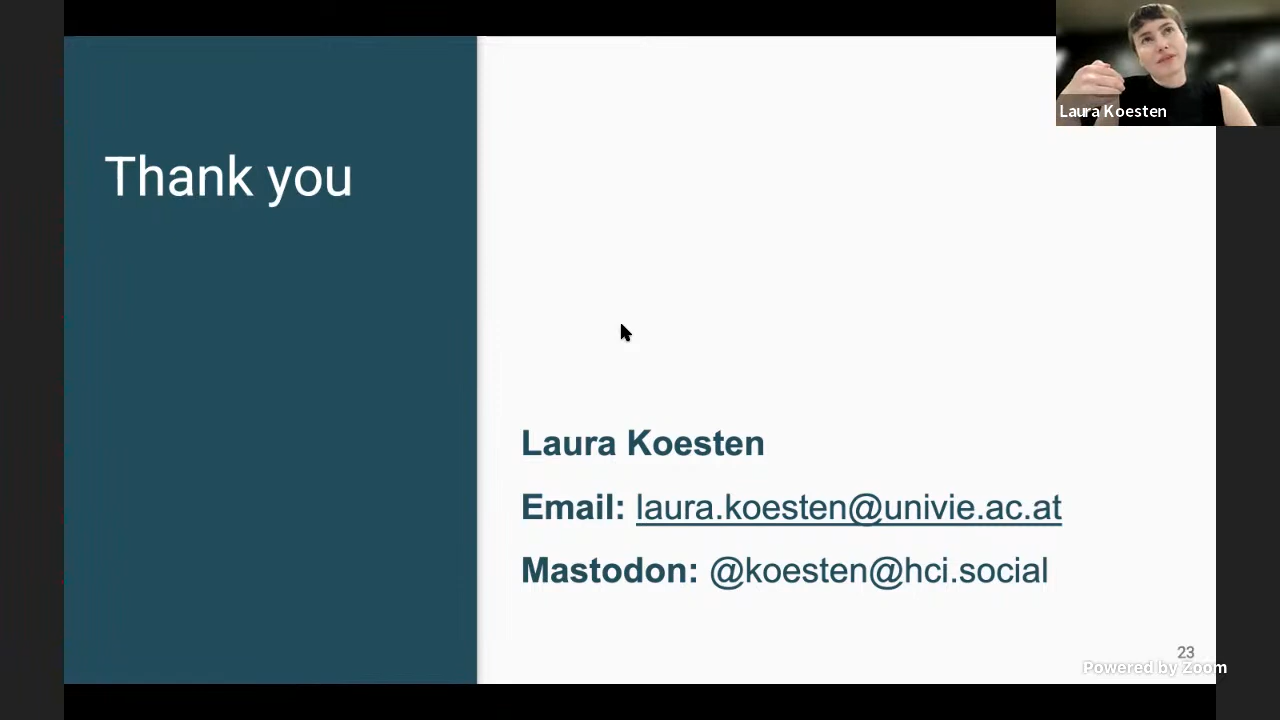 Laura Koesten
Thank you
Laura Koesten
Email: laura.koesten@univie.ac.at
Mastodon: @koesten@hci.social
23
Powered by Zoom